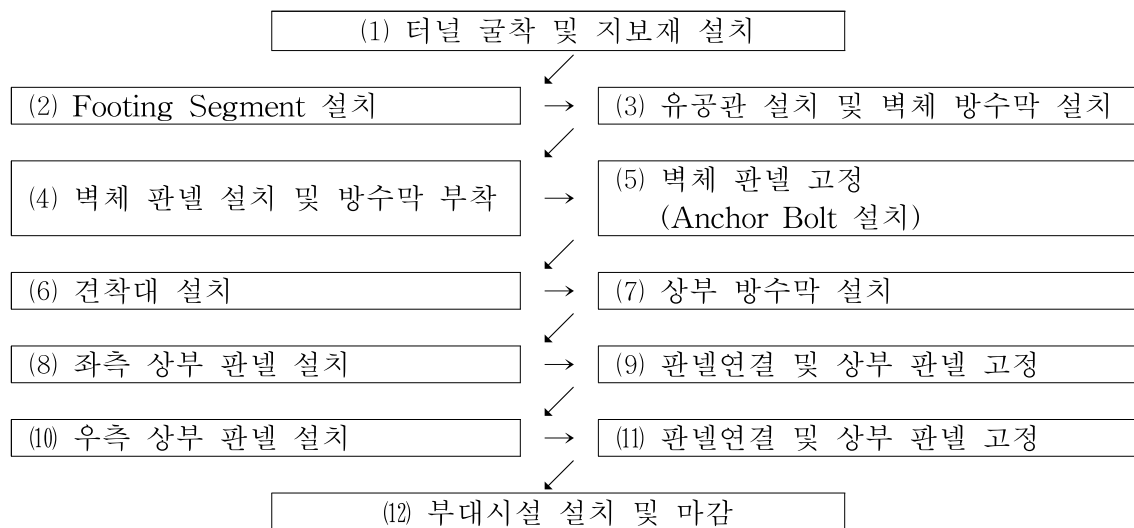 (1) 터널 굴착 및 지보재 설치
(2) Footing Segment 설치
(3) 유공관 설치 및 벽체 방수막 설치
(4) 벽체 판넬 설치 및 방수막 부착
(5) 벽체 판넬 고정
(Anchor Bolt 설치)
(6) 견착대 설치
(7) 상부 방수막 설치
(8) 좌측 상부 판넬 설치
(9) 판넬연결 및 상부 판넬 고정
(10) 우측 상부 판넬 설치
(11) 판넬연결 및 상부 판넬 고정
(12) 부대시설 설치 및 마감